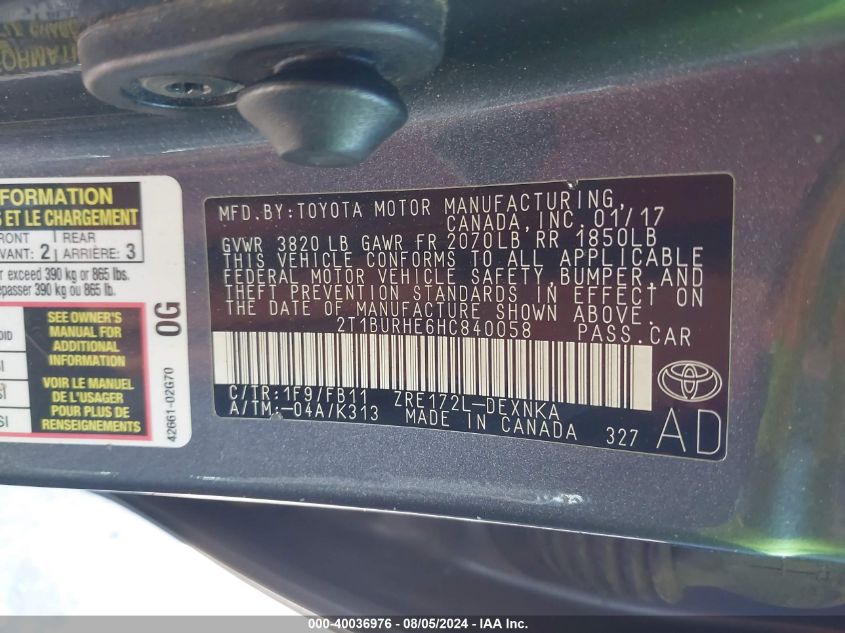 FORMATION
S ET LE CHARGEMENT
FRONT
VANT: 2
REAR
ARRIÈRE: 3
exceed 390 kg or 865 lbs.
passer 390 kg ou 865 lb.
SEE OWNER'S
MANUAL FOR
ADDITIONAL
INFORMATION
VOIR LE MANUEL
DE L'USAGER
POUR PLUS DE
RENSEIGNEMENTS
0G
42661-02G70
MFD.BY:TOYOTA MOTOR MANUFACTURING,
CANADA,INC. 01/17
GVWR 3820 LB GAWR FR 2070LB RR 1850LB
THIS VEHICLE CONFORMS TO ALL APPLICABLE
FEDERAL MOTOR VEHICLE SAFETY,BUMPER,AND
THEFT PREVENTION STANDARDS IN EFFECT ON
THE DATE OF MANUFACTURE SHOWN ABOVE.
2T1BURHE6HC840058 PASS.CAR
C/TR:1F9/FB11 ZRE172L-DEXNKA
A/TM:-04A/K313 MADE IN CANADA 327
AD
000-40036976 - 08/05/2024 - IAA Inc.